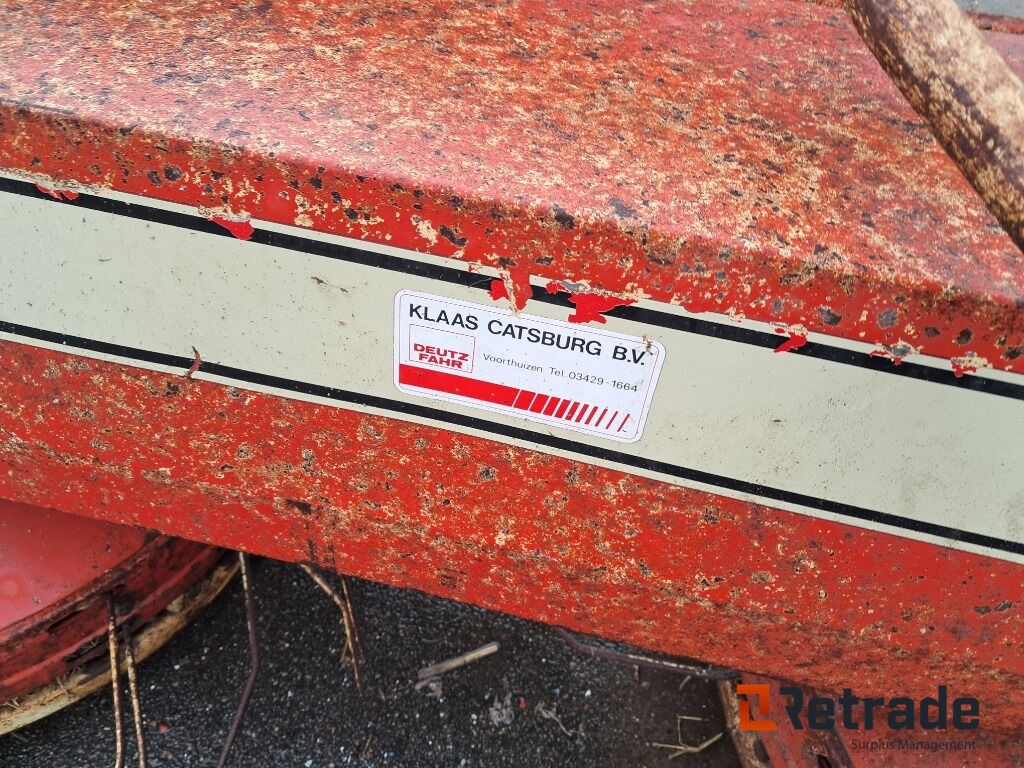 KLAAS CATSBURG B.V.
DEUTZ
FAHR
Voorthuizen Tel. 03429-1664
Retrade
Surplus Management